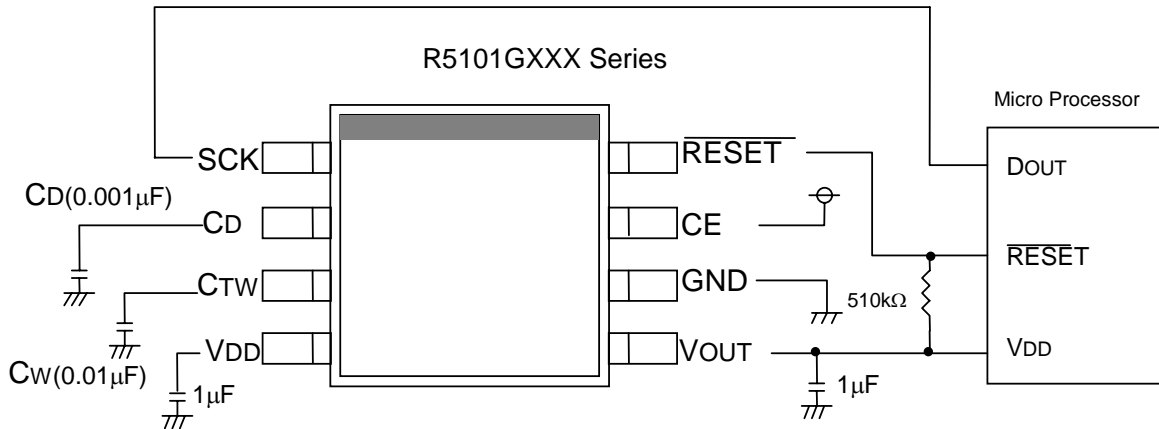 R5101GXXX Series
Micro Processor
SCK
RESET
DOUT
CD(0.001μF)
CD
CE
RESET
CTW
GND
510kΩ
VDD
VOUT
VDD
CW(0.01μF)
1μF
1μF